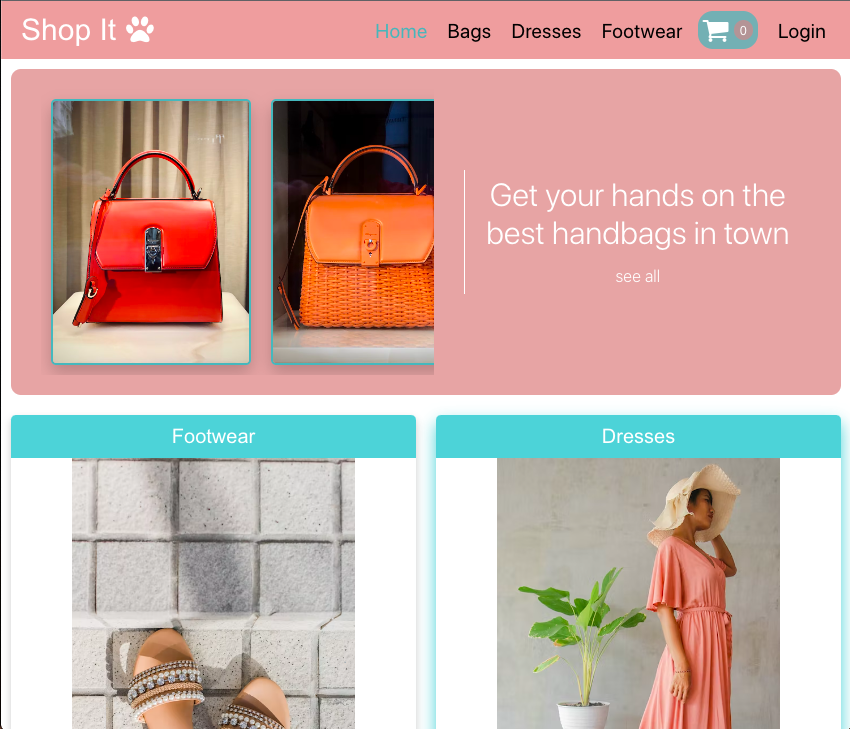 Shop It
Home Bags Dresses Footwear 0 Login
Get your hands on the
best handbags in town
see all
Footwear
Dresses